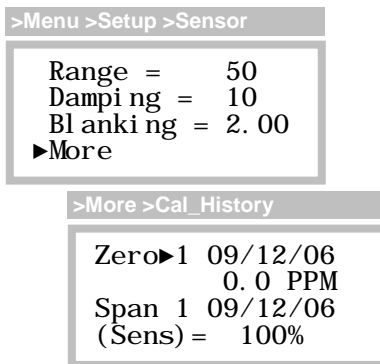 >Menu >Setup >Sensor
Range = 50
Damping = 10
Blanking = 2.00
►More
>More >Cal_History
Zero►1 09/12/06
0.0 PPM
Span 1 09/12/06
(Sens)= 100%